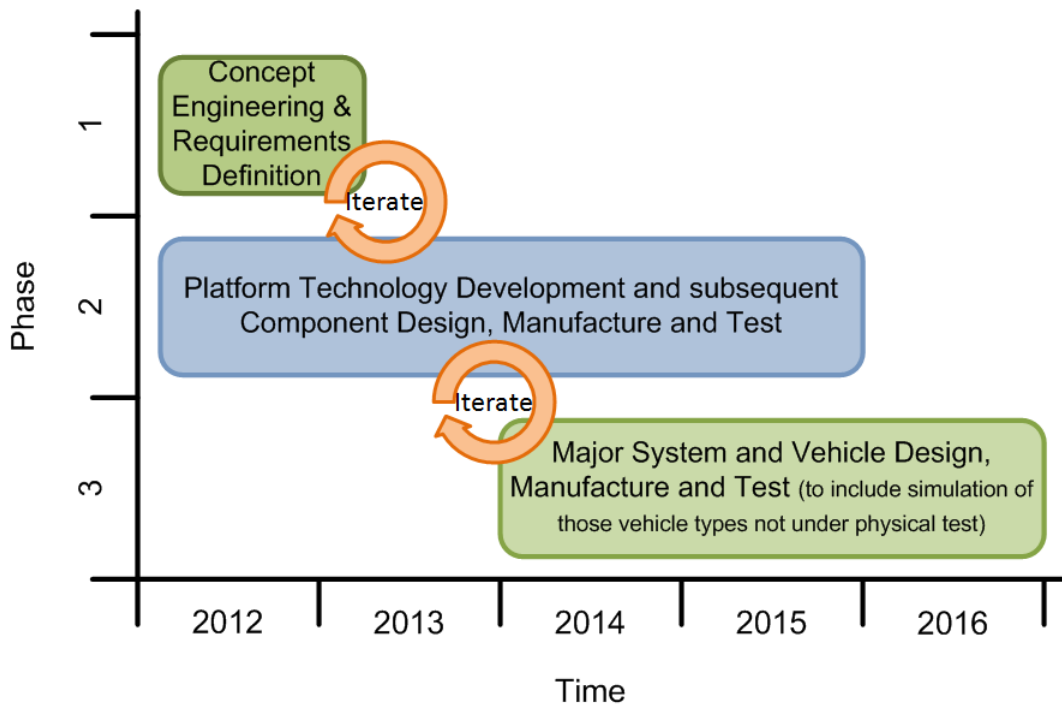 Concept
Engineering &
Requirements
Definition
Iterate
Platform Technology Development and subsequent
Component Design, Manufacture and Test
Iterate
Major System and Vehicle Design,
Manufacture and Test (to include simulation of
those vehicle types not under physical test)
Phase
1
2
3
2012 2013 2014 2015 2016
Time